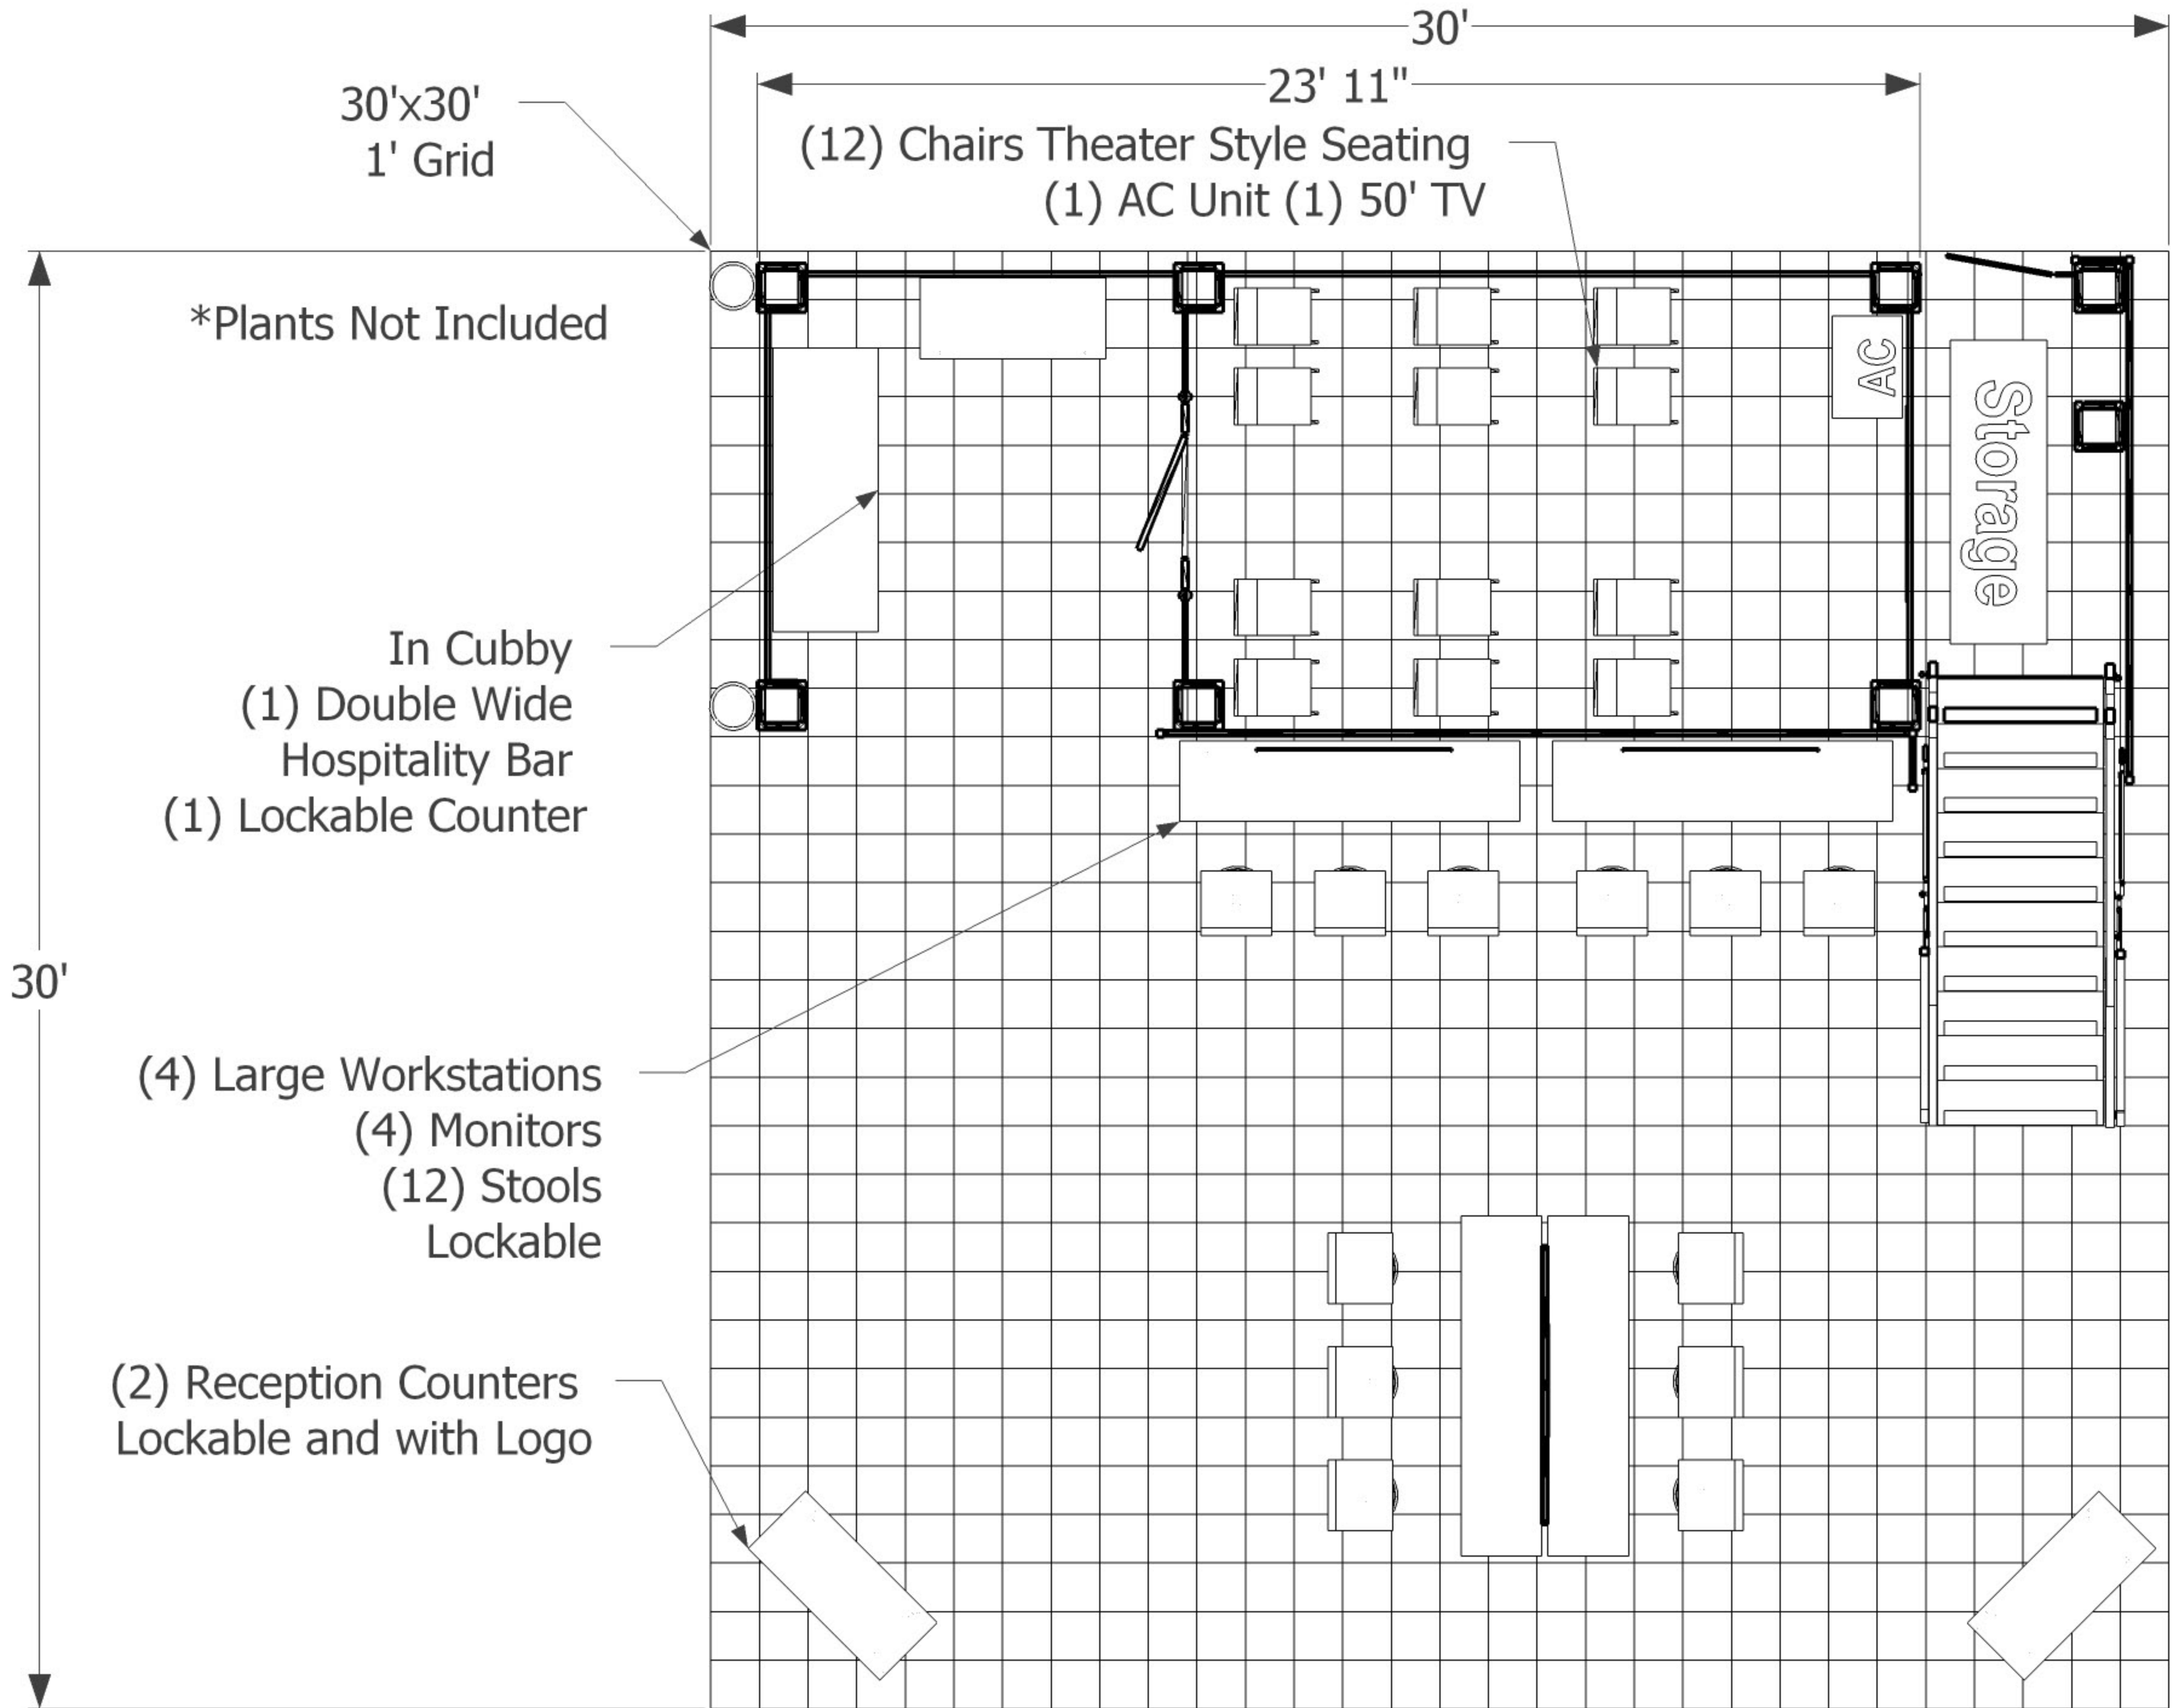 30'
23' 11"
30'x30'
1' Grid
(12) Chairs Theater Style Seating
(1) AC Unit (1) 50' TV
*Plants Not Included
AC
Storage
In Cubby
(1) Double Wide
Hospitality Bar
(1) Lockable Counter
30'
(4) Large Workstations
(4) Monitors
(12) Stools
Lockable
(2) Reception Counters
Lockable and with Logo